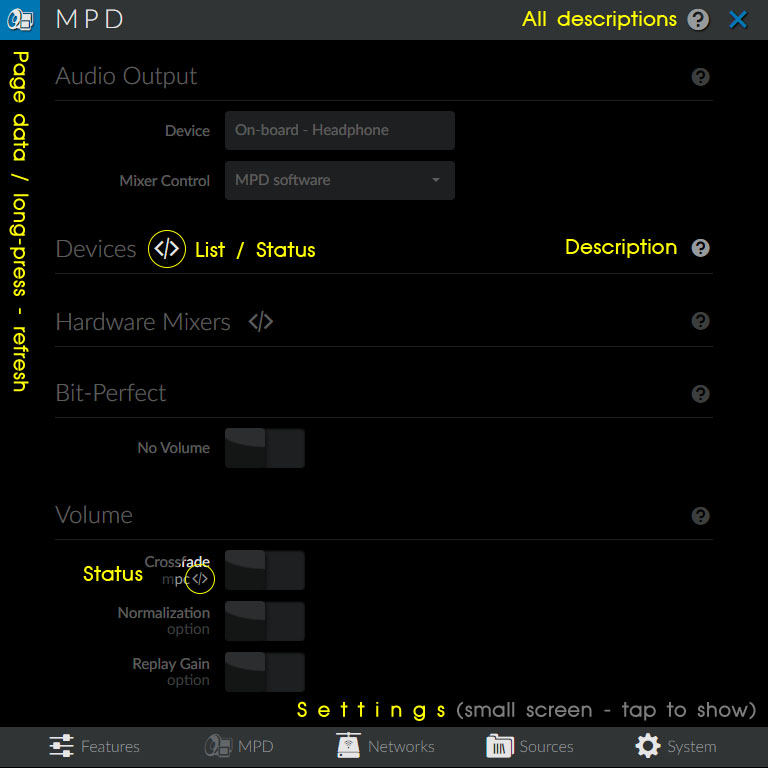 MPD
All descriptions ?
Page data / long-press - refresh
Audio Output ?
Device On-board - Headphone
Mixer Control MPD software
Devices </> List / Status Description ?
Hardware Mixers </> ?
Bit-Perfect ?
No Volume
Volume ?
Crossfade
Status mpc </>
Normalization
option
Replay Gain
option
Settings (small screen - tap to show)
Features MPD Networks Sources System